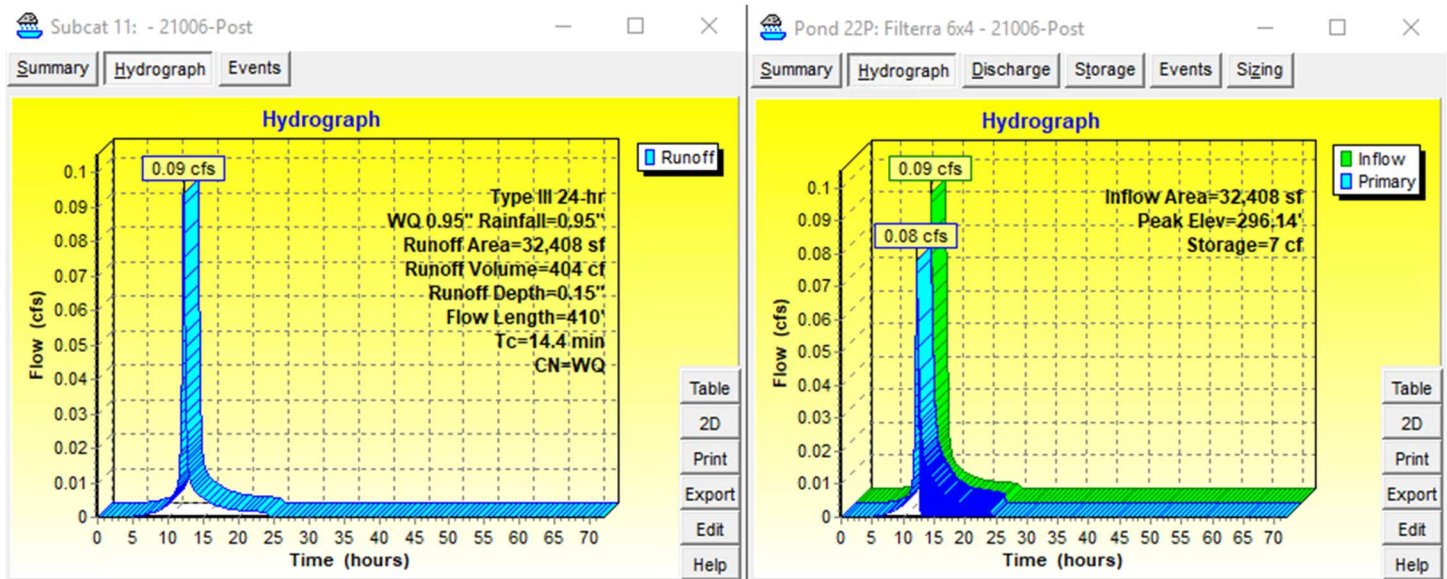 Subcat 11: - 21006-Post
Summary Hydrograph Events
Hydrograph
Runoff
0.09 cfs
Type III 24-hr
WQ 0.95" Rainfall=0.95"
Runoff Area=32,408 sf
Runoff Volume=404 cf
Runoff Depth=0.15"
Flow Length=410'
Tc=14.4 min
CN=WQ
Flow (cfs)
0.1
0.09
0.08
0.07
0.06
0.05
0.04
0.03
0.02
0.01
0
0 5 10 15 20 25 30 35 40 45 50 55 60 65 70
Time (hours)
Table
2D
Print
Export
Edit
Help
Pond 22P: Filterra 6x4 - 21006-Post
Summary Hydrograph Discharge Storage Events Sizing
Hydrograph
Inflow
Primary
0.09 cfs
0.08 cfs
Inflow Area=32,408 sf
Peak Elev=296.14'
Storage=7 cf
Flow (cfs)
0.1
0.09
0.08
0.07
0.06
0.05
0.04
0.03
0.02
0.01
0
0 5 10 15 20 25 30 35 40 45 50 55 60 65 70
Time (hours)
Table
2D
Print
Export
Edit
Help